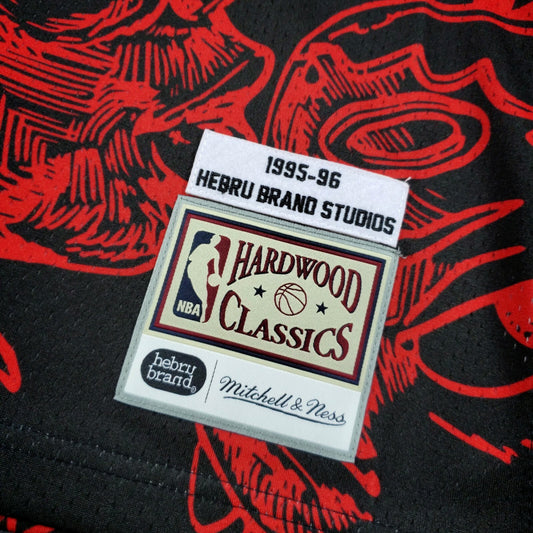 1995-96
HEBRU BRAND STUDIOS
HARDWOOD
CLASSICS
NBA
hebru
brand®
Mitchell & Ness